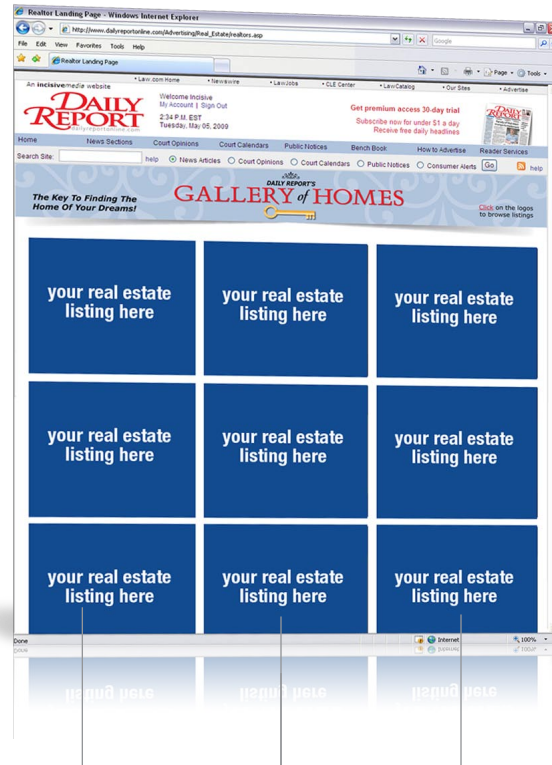 Realtor Landing Page - Windows Internet Explorer
http://www.dailyreportonline.com/Advertising/Real_Estate/realtors.asp
Google
File Edit View Favorites Tools Help
Realtor Landing Page
Page Tools
An incisivemedia website
Law.com Home Newswire LawJobs CLE Center LawCatalog Our Sites Advertise
DAILY REPORT
dailyreportonline.com
Welcome Incisive
My Account | Sign Out
2:34 P.M. EST
Tuesday, May 05, 2009
Get premium access 30-day trial
Subscribe now for under $1 a day
Receive free daily headlines
Home News Sections Court Opinions Court Calendars Public Notices Bench Book How to Advertise Reader Services
Search Site: help News Articles Court Opinions Court Calendars Public Notices Consumer Alerts Go help
The Key To Finding The
Home Of Your Dreams!
DAILY REPORT'S
GALLERY of HOMES
Click on the logos
to browse listings
your real estate
listing here
your real estate
listing here
your real estate
listing here
your real estate
listing here
your real estate
listing here
your real estate
listing here
your real estate
listing here
your real estate
listing here
your real estate
listing here
Done
Internet
100%